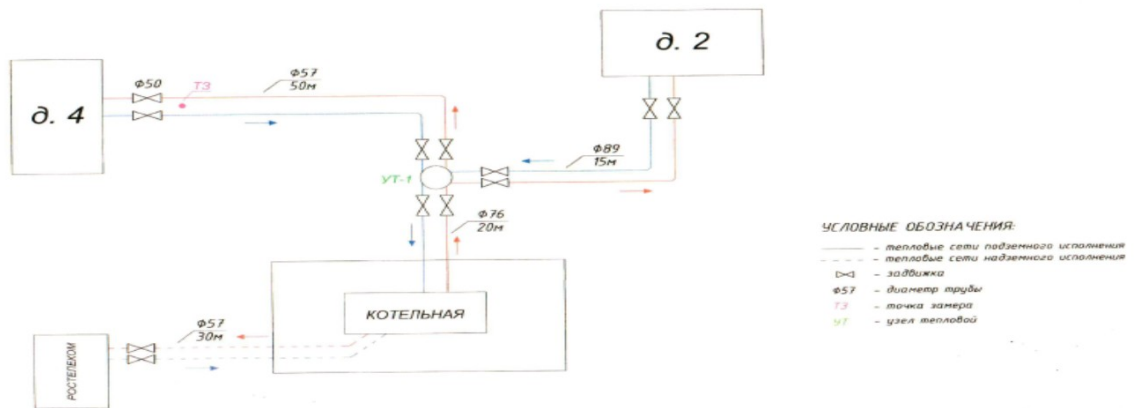 д. 2
Ф57
50м
Ф50
ТЗ
д. 4
Ф89
15м
УТ-1
Ф76
20м
УСЛОВНЫЕ ОБОЗНАЧЕНИЯ:
- тепловые сети подземного исполнения
- тепловые сети надземного исполнения
- задвижка
Ф57 - диаметр трубы
ТЗ - точка замера
УТ - узел тепловой
КОТЕЛЬНАЯ
Ф57
30м
РОСТЕЛЕКОМ